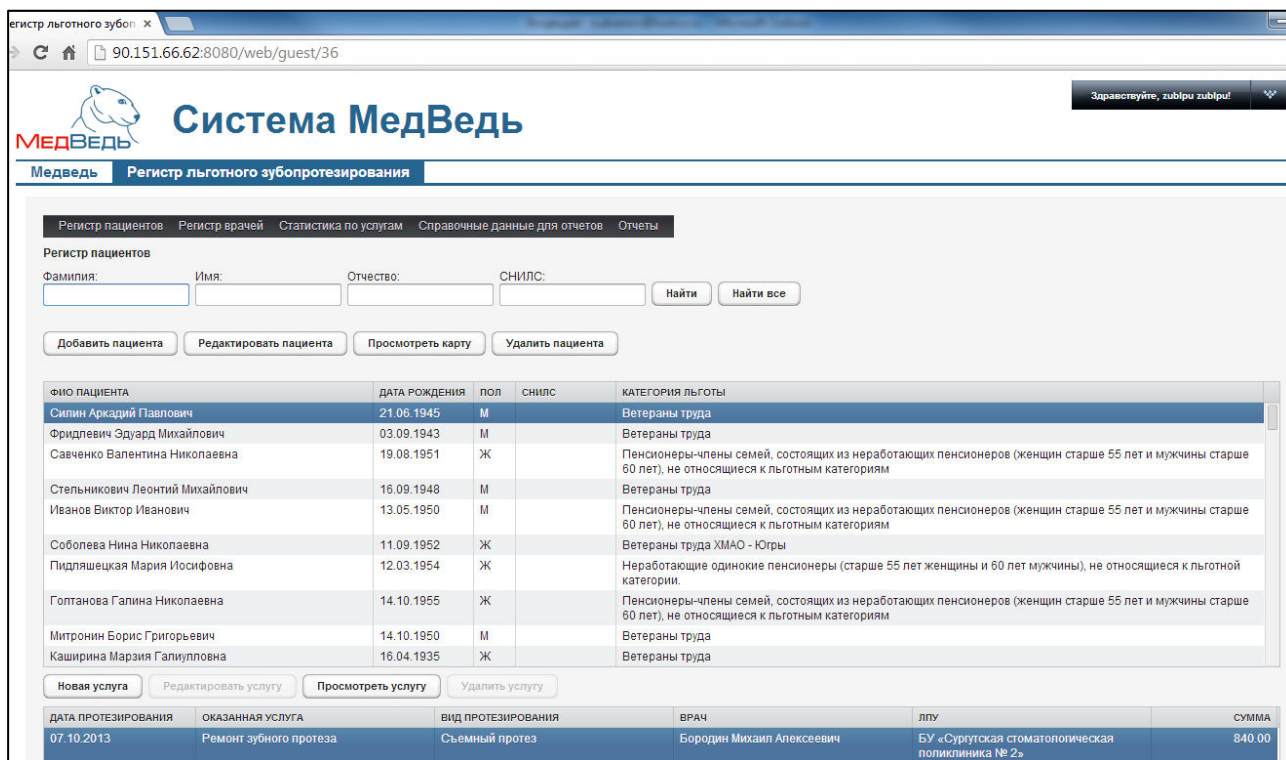 егистр льготного зубоп ×
90.151.66.62:8080/web/guest/36
Здравствуйте, zublpu zublpu!
МЕДВЕДЬ
Система МедВедь
Медведь Регистр льготного зубопротезирования
Регистр пациентов Регистр врачей Статистика по услугам Справочные данные для отчетов Отчеты
Регистр пациентов
Фамилия: Имя: Отчество: СНИЛС:
Найти Найти все
Добавить пациента Редактировать пациента Просмотреть карту Удалить пациента
ФИО ПАЦИЕНТА ДАТА РОЖДЕНИЯ ПОЛ СНИЛС КАТЕГОРИЯ ЛЬГОТЫ
Силин Аркадий Павлович 21.06.1945 М Ветераны труда
Фридлевич Эдуард Михайлович 03.09.1943 М Ветераны труда
Савченко Валентина Николаевна 19.08.1951 Ж Пенсионеры-члены семей, состоящих из неработающих пенсионеров (женщин старше 55 лет и мужчины старше
60 лет), не относящиеся к льготным категориям
Стельникович Леонтий Михайлович 16.09.1948 М Ветераны труда
Иванов Виктор Иванович 13.05.1950 М Пенсионеры-члены семей, состоящих из неработающих пенсионеров (женщин старше 55 лет и мужчины старше
60 лет), не относящиеся к льготным категориям
Соболева Нина Николаевна 11.09.1952 Ж Ветераны труда ХМАО - Югры
Пидляшецкая Мария Иосифовна 12.03.1954 Ж Неработающие одинокие пенсионеры (старше 55 лет женщины и 60 лет мужчины), не относящиеся к льготной
категории.
Голтанова Галина Николаевна 14.10.1955 Ж Пенсионеры-члены семей, состоящих из неработающих пенсионеров (женщин старше 55 лет и мужчины старше
60 лет), не относящиеся к льготным категориям
Митронин Борис Григорьевич 14.10.1950 М Ветераны труда
Каширина Марзия Галиулловна 16.04.1935 Ж Ветераны труда
Новая услуга Редактировать услугу Просмотреть услугу Удалить услугу
ДАТА ПРОТЕЗИРОВАНИЯ ОКАЗАННАЯ УСЛУГА ВИД ПРОТЕЗИРОВАНИЯ ВРАЧ ЛПУ СУММА
07.10.2013 Ремонт зубного протеза Съемный протез Бородин Михаил Алексеевич БУ «Сургутская стоматологическая 840.00
поликлиника № 2»